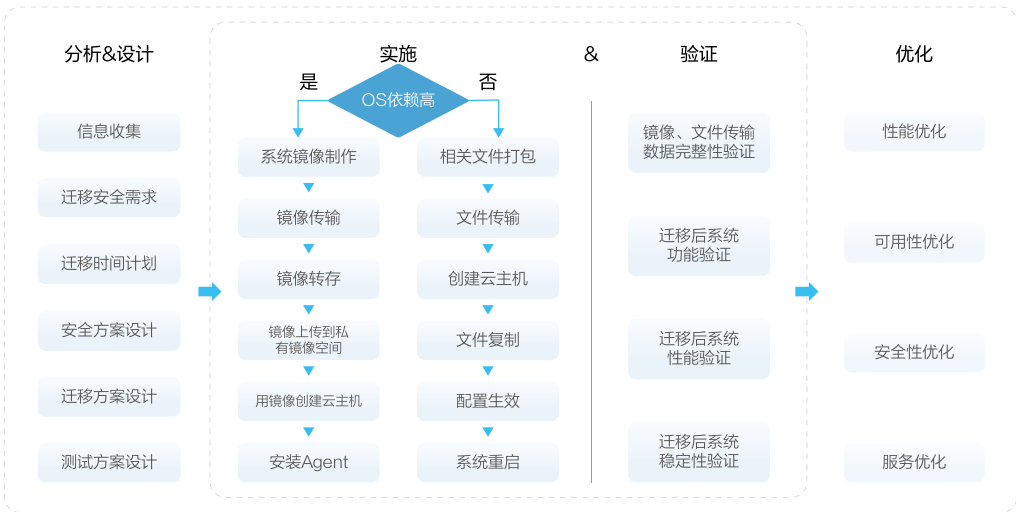 分析&设计
信息收集
迁移安全需求
迁移时间计划
安全方案设计
迁移方案设计
测试方案设计
实施
&
验证
是
否
OS依赖高
系统镜像制作
镜像传输
镜像转存
镜像上传到私
有镜像空间
用镜像创建云主机
安装Agent
相关文件打包
文件传输
创建云主机
文件复制
配置生效
系统重启
镜像、文件传输
数据完整性验证
迁移后系统
功能验证
迁移后系统
性能验证
迁移后系统
稳定性验证
优化
性能优化
可用性优化
安全性优化
服务优化